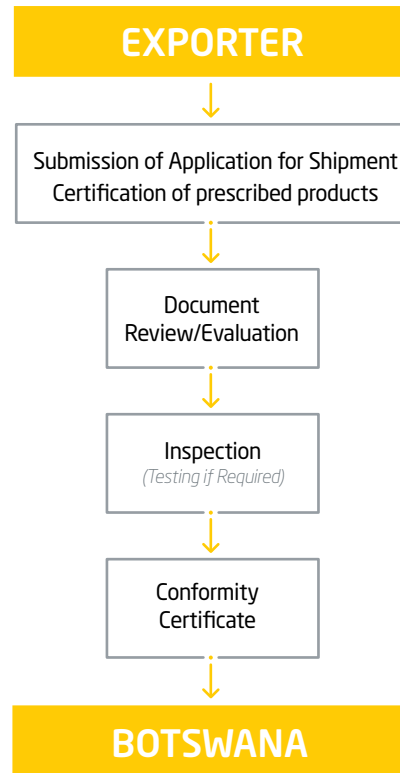 EXPORTER
Submission of Application for Shipment
Certification of prescribed products
Document
Review/Evaluation
Inspection
(Testing if Required)
Conformity
Certificate
BOTSWANA